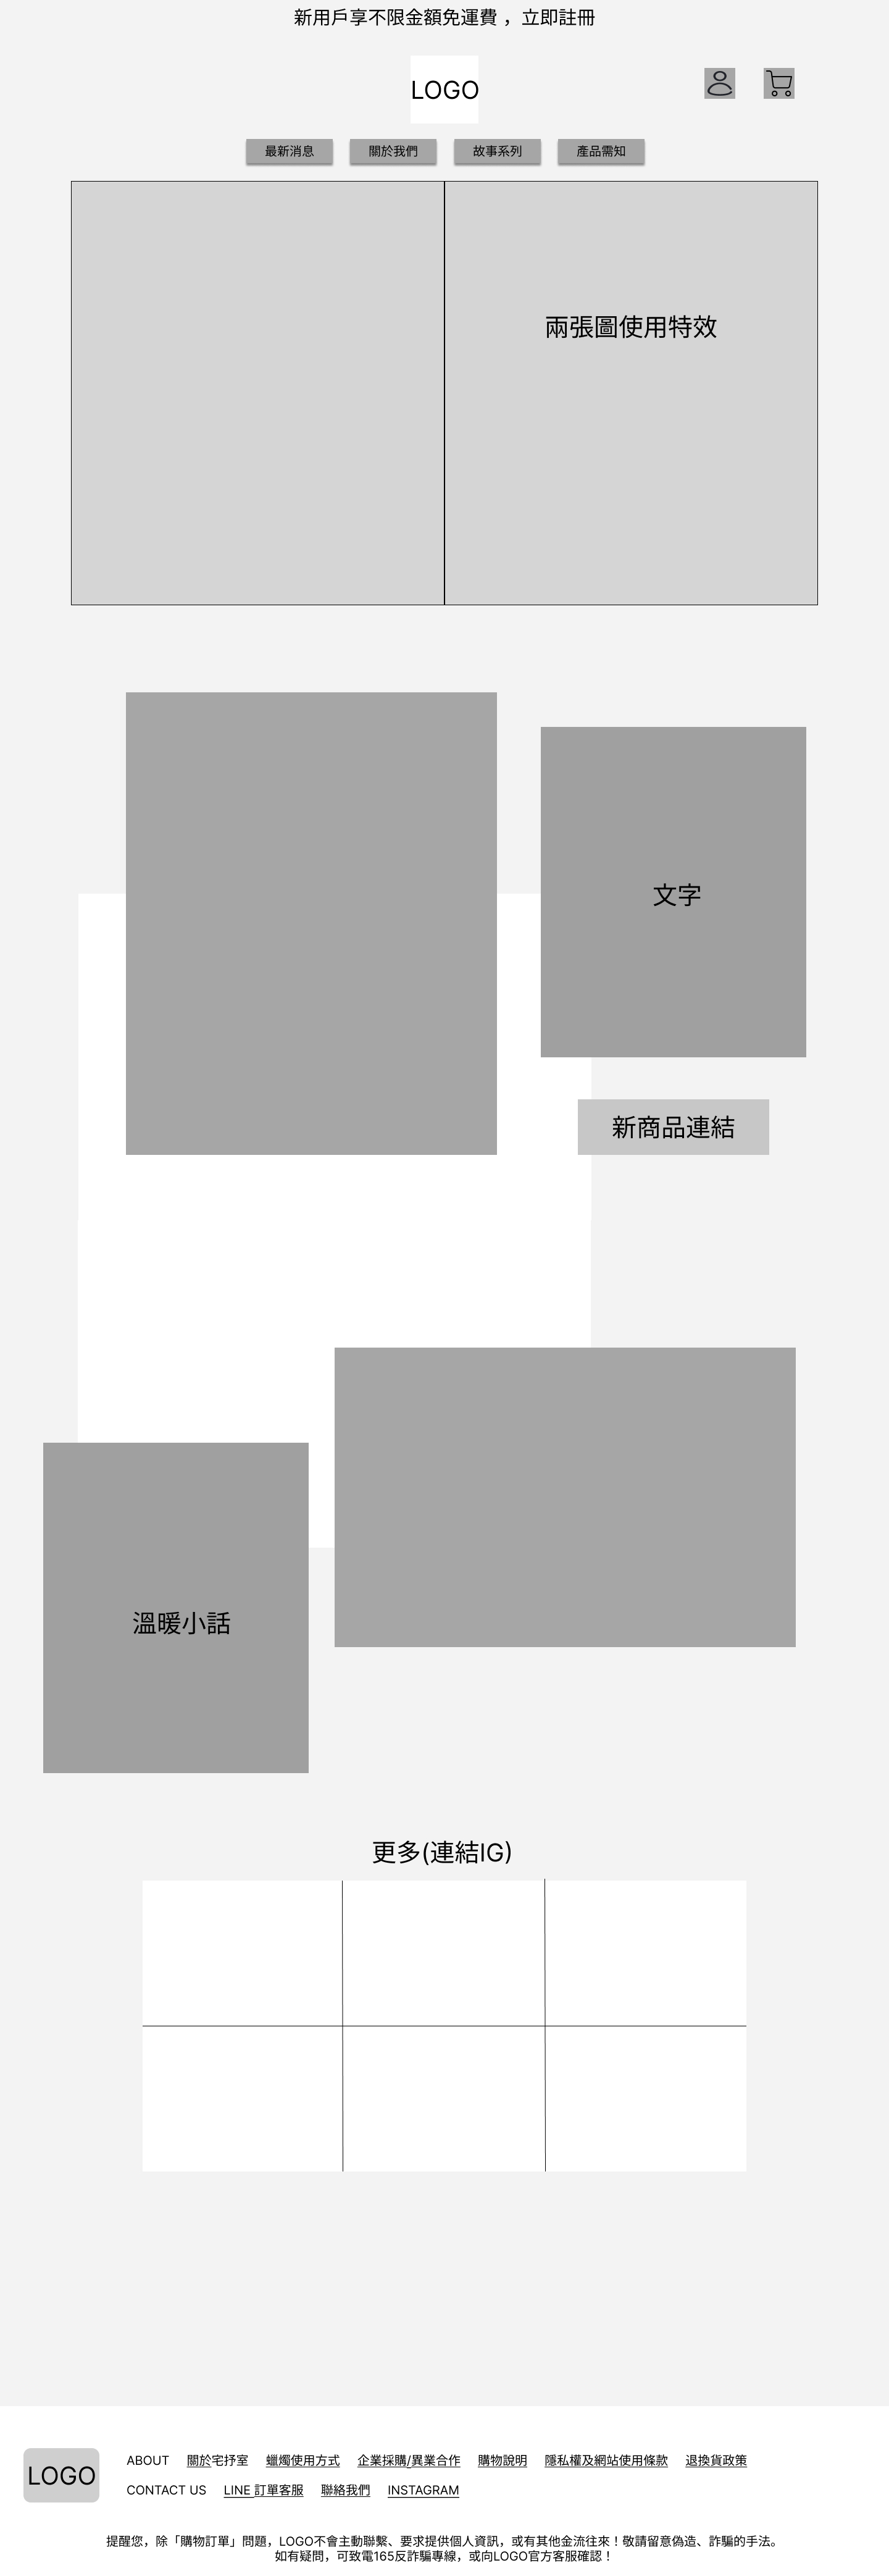 新用戶享不限金額免運費 ，立即註冊
LOGO
最新消息 關於我們 故事系列 產品需知
兩張圖使用特效
文字
新商品連結
溫暖小話
更多(連結IG)
LOGO
ABOUT 關於宅抒室 蠟燭使用方式 企業採購/異業合作 購物說明 隱私權及網站使用條款 退換貨政策
CONTACT US LINE 訂單客服 聯絡我們 INSTAGRAM
提醒您，除「購物訂單」問題，LOGO不會主動聯繫、要求提供個人資訊，或有其他金流往來！敬請留意偽造、詐騙的手法。
如有疑問，可致電165反詐騙專線，或向LOGO官方客服確認！